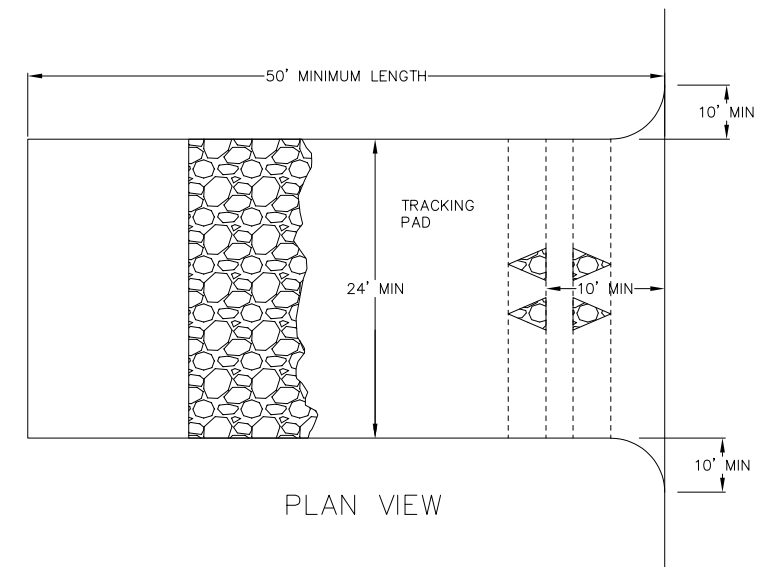 50' MINIMUM LENGTH
10' MIN
TRACKING
PAD
24' MIN
10' MIN
10' MIN
PLAN VIEW